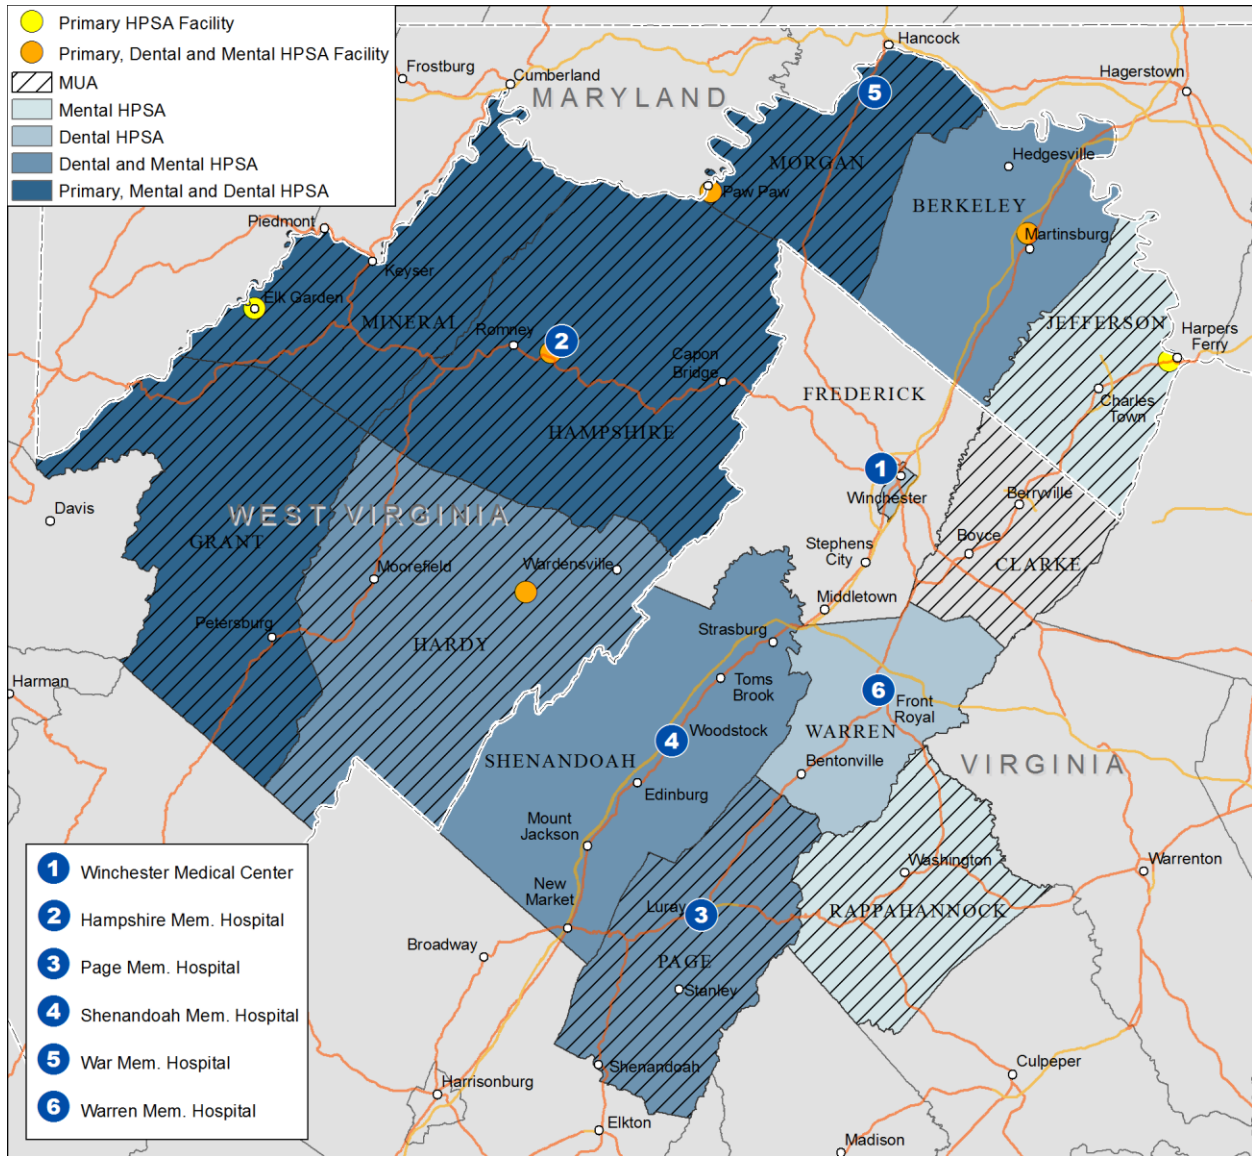 Primary HPSA Facility
Primary, Dental and Mental HPSA Facility
MUA
Mental HPSA
Dental HPSA
Dental and Mental HPSA
Primary, Mental and Dental HPSA
Hancock
Frostburg
Cumberland
Hagerstown
MARYLAND
5
MORGAN
Hedgesville
Paw Paw
BERKELEY
Piedmont
Martinsburg
Keyser
Elk Garden
MINERAL
Romney
2
JEFFERSON
Harpers
Ferry
Capon
Bridge
FREDERICK
Charles
Town
HAMPSHIRE
1
Winchester
Berryville
Davis
WEST VIRGINIA
GRANT
Boyce
Stephens
City
CLARKE
Moorefield
Wardensville
Middletown
Petersburg
HARDY
Strasburg
Harman
Toms
Brook
6
Front
Royal
Woodstock
4
WARREN
SHENANDOAH
Bentonville
VIRGINIA
Edinburg
Mount
Jackson
Washington
Warrenton
New
Market
Luray
3
RAPPAHANNOCK
Broadway
PAGE
Stanley
Shenandoah
Culpeper
Harrisonburg
Elkton
Madison
1 Winchester Medical Center
2 Hampshire Mem. Hospital
3 Page Mem. Hospital
4 Shenandoah Mem. Hospital
5 War Mem. Hospital
6 Warren Mem. Hospital